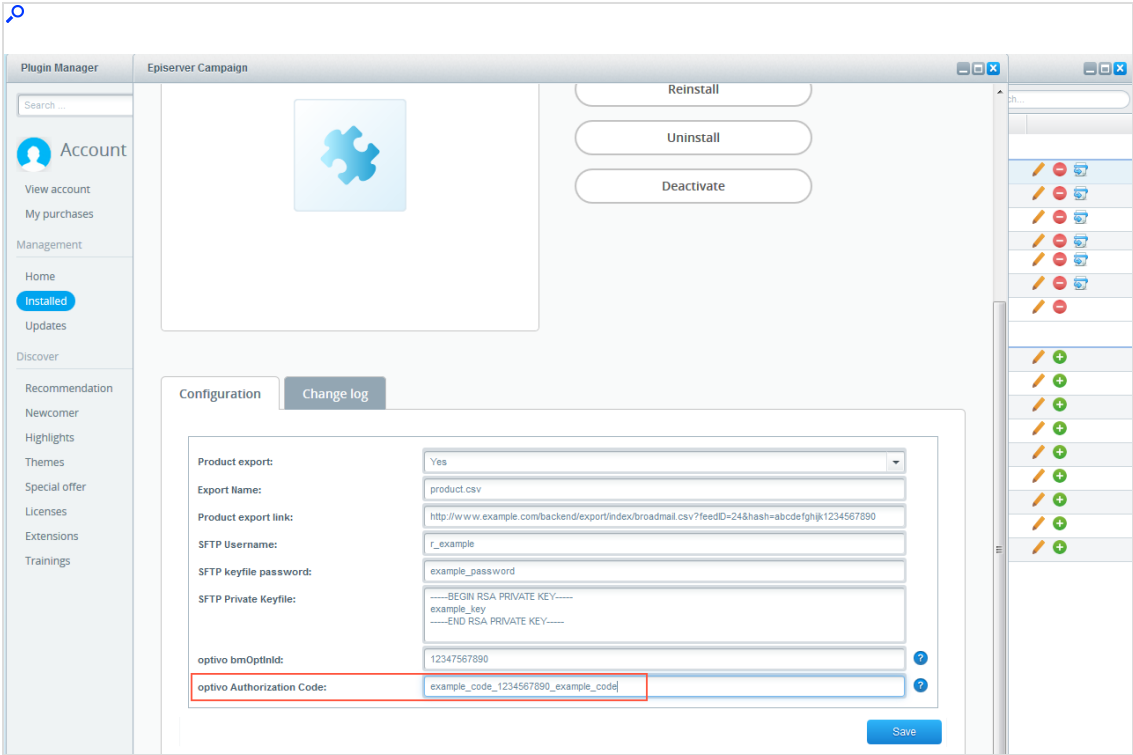 Plugin Manager
Episerver Campaign
Search ...
Account
View account
My purchases
Management
Home
Installed
Updates
Discover
Recommendation
Newcomer
Highlights
Themes
Special offer
Licenses
Extensions
Trainings
Reinstall
Uninstall
Deactivate
Configuration
Change log
Product export:
Yes
Export Name:
product.csv
Product export link:
http://www.example.com/backend/export/index/broadmail.csv?feedID=24&hash=abcdefghijk1234567890
SFTP Username:
r_example
SFTP keyfile password:
example_password
SFTP Private Keyfile:
-----BEGIN RSA PRIVATE KEY-----
example_key
-----END RSA PRIVATE KEY-----
optivo bmOptInId:
12347567890
optivo Authorization Code:
example_code_1234567890_example_code
Save
ch...